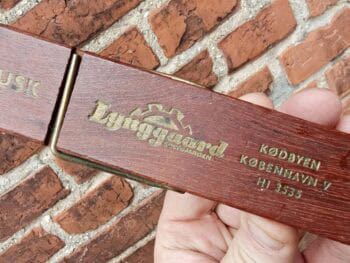 USK
Lynggaard
KØDBYEN
KØBENHAVN V
HJ 3535